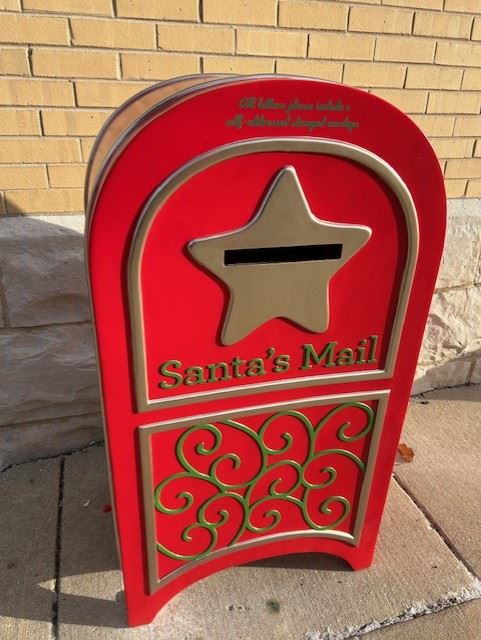 All letters please include a
self-addressed stamped envelope
Santa's Mail